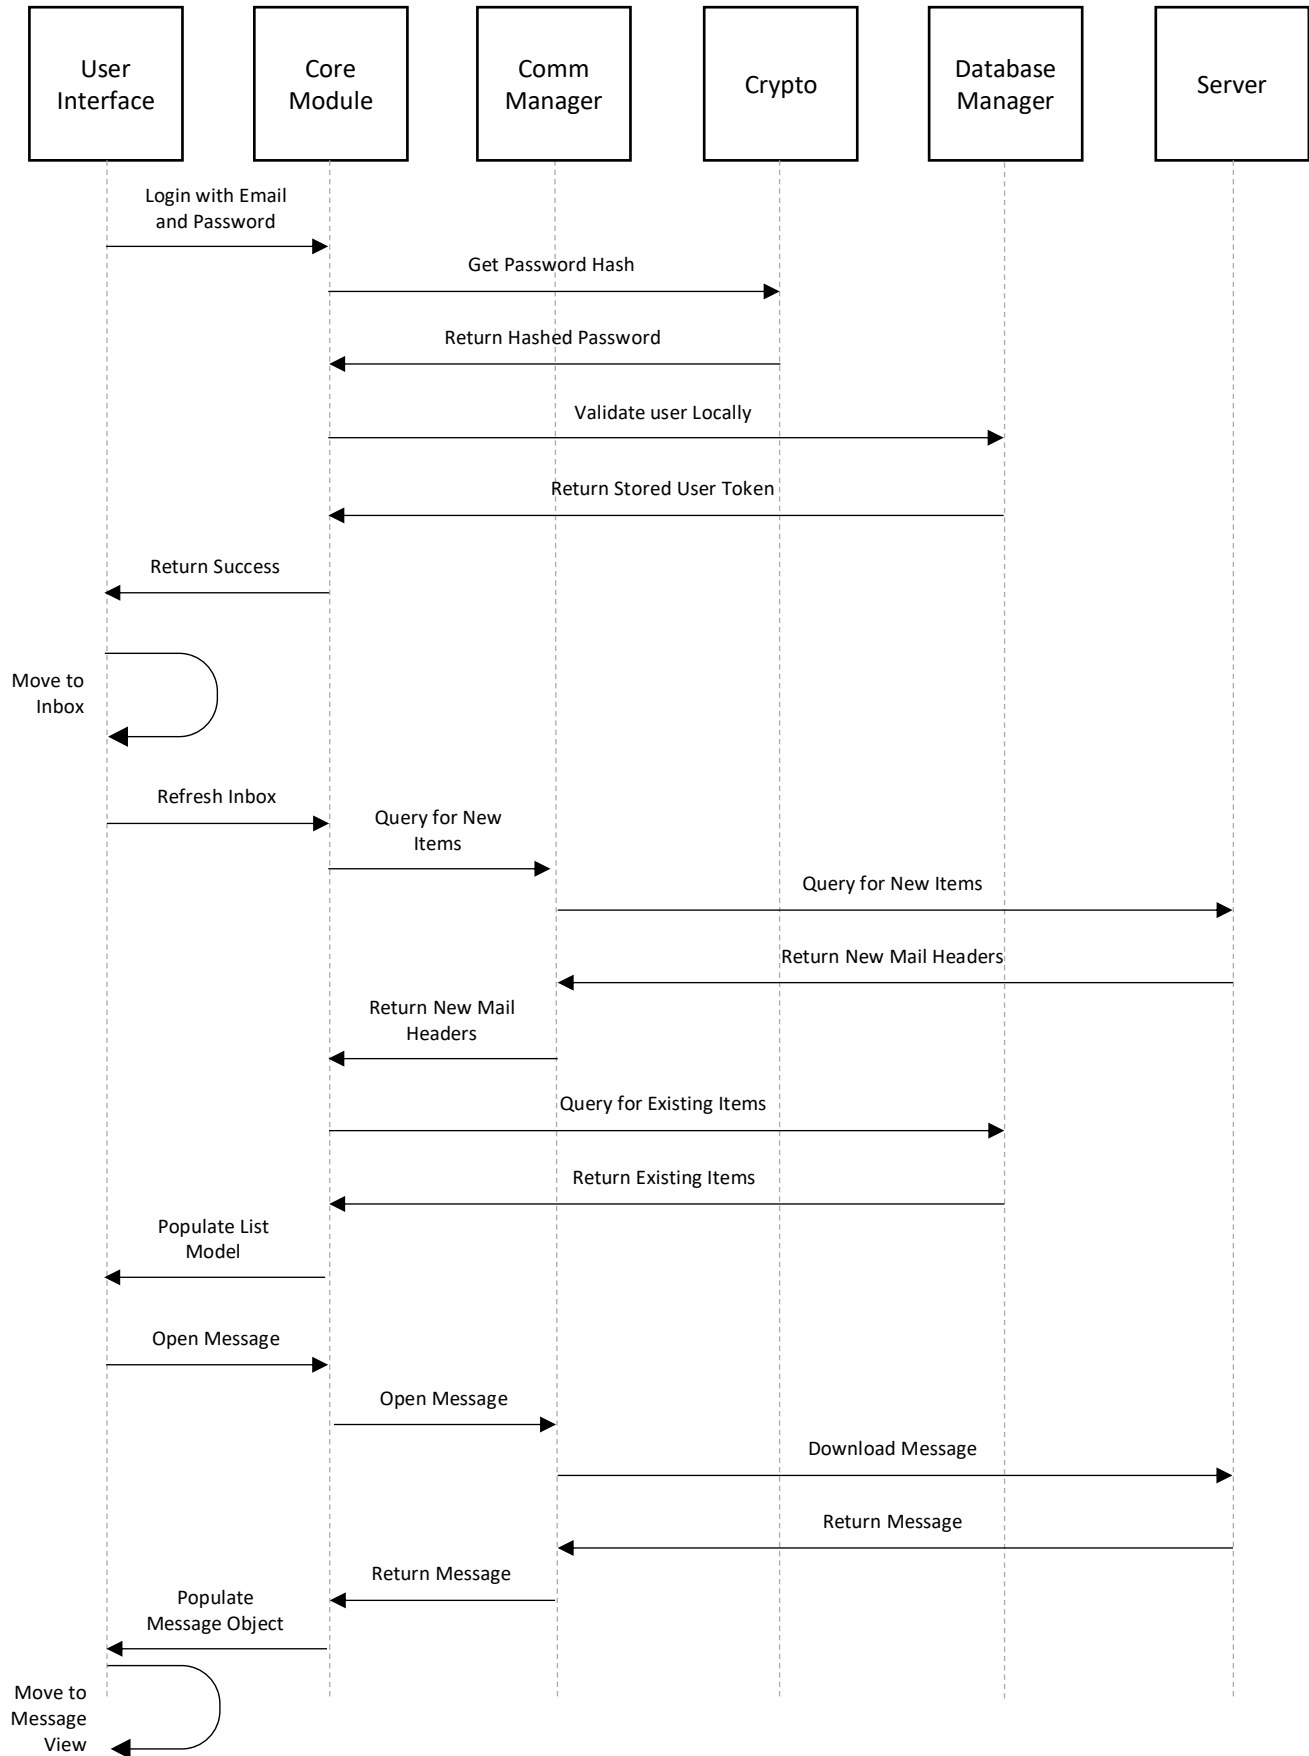 User
Interface
Core
Module
Comm
Manager
Crypto
Database
Manager
Server
Login with Email
and Password
Get Password Hash
Return Hashed Password
Validate user Locally
Return Stored User Token
Return Success
Move to
Inbox
Refresh Inbox
Query for New
Items
Query for New Items
Return New Mail Headers
Return New Mail
Headers
Query for Existing Items
Return Existing Items
Populate List
Model
Open Message
Open Message
Download Message
Return Message
Return Message
Populate
Message Object
Move to
Message
View